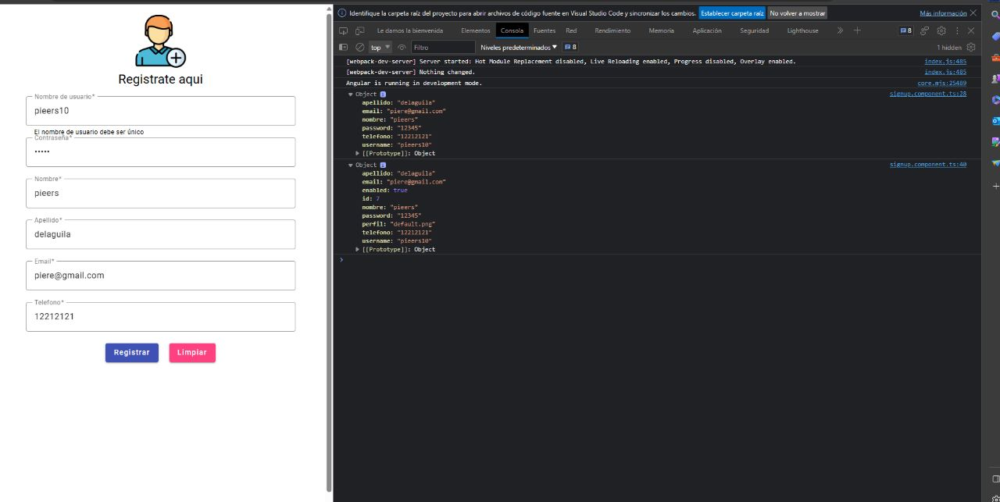 Registrate aqui
Nombre de usuario*
pieers10
El nombre de usuario debe ser único
Contraseña*
•••••
Nombre*
pieers
Apellido*
delaguila
Email*
piere@gmail.com
Telefono*
12212121
Registrar Limpiar
Identifique la carpeta raíz del proyecto para abrir archivos de código fuente en Visual Studio Code y sincronizar los cambios. Establecer carpeta raíz No volver a mostrar Más información
Le damos la bienvenida Elementos Consola Fuentes Red Rendimiento Memoria Aplicación Seguridad Lighthouse 8
top Filtro Niveles predeterminados 8 1 hidden
[webpack-dev-server] Server started: Hot Module Replacement disabled, Live Reloading enabled, Progress disabled, Overlay enabled. index.js:485
[webpack-dev-server] Nothing changed. index.js:485
Angular is running in development mode. core.mjs:25489
Object signup.component.ts:28
apellido: "delaguila"
email: "piere@gmail.com"
nombre: "pieers"
password: "12345"
telefono: "12212121"
username: "pieers10"
[[Prototype]]: Object
Object signup.component.ts:40
apellido: "delaguila"
email: "piere@gmail.com"
enabled: true
id: 7
nombre: "pieers"
password: "12345"
perfil: "default.png"
telefono: "12212121"
username: "pieers10"
[[Prototype]]: Object